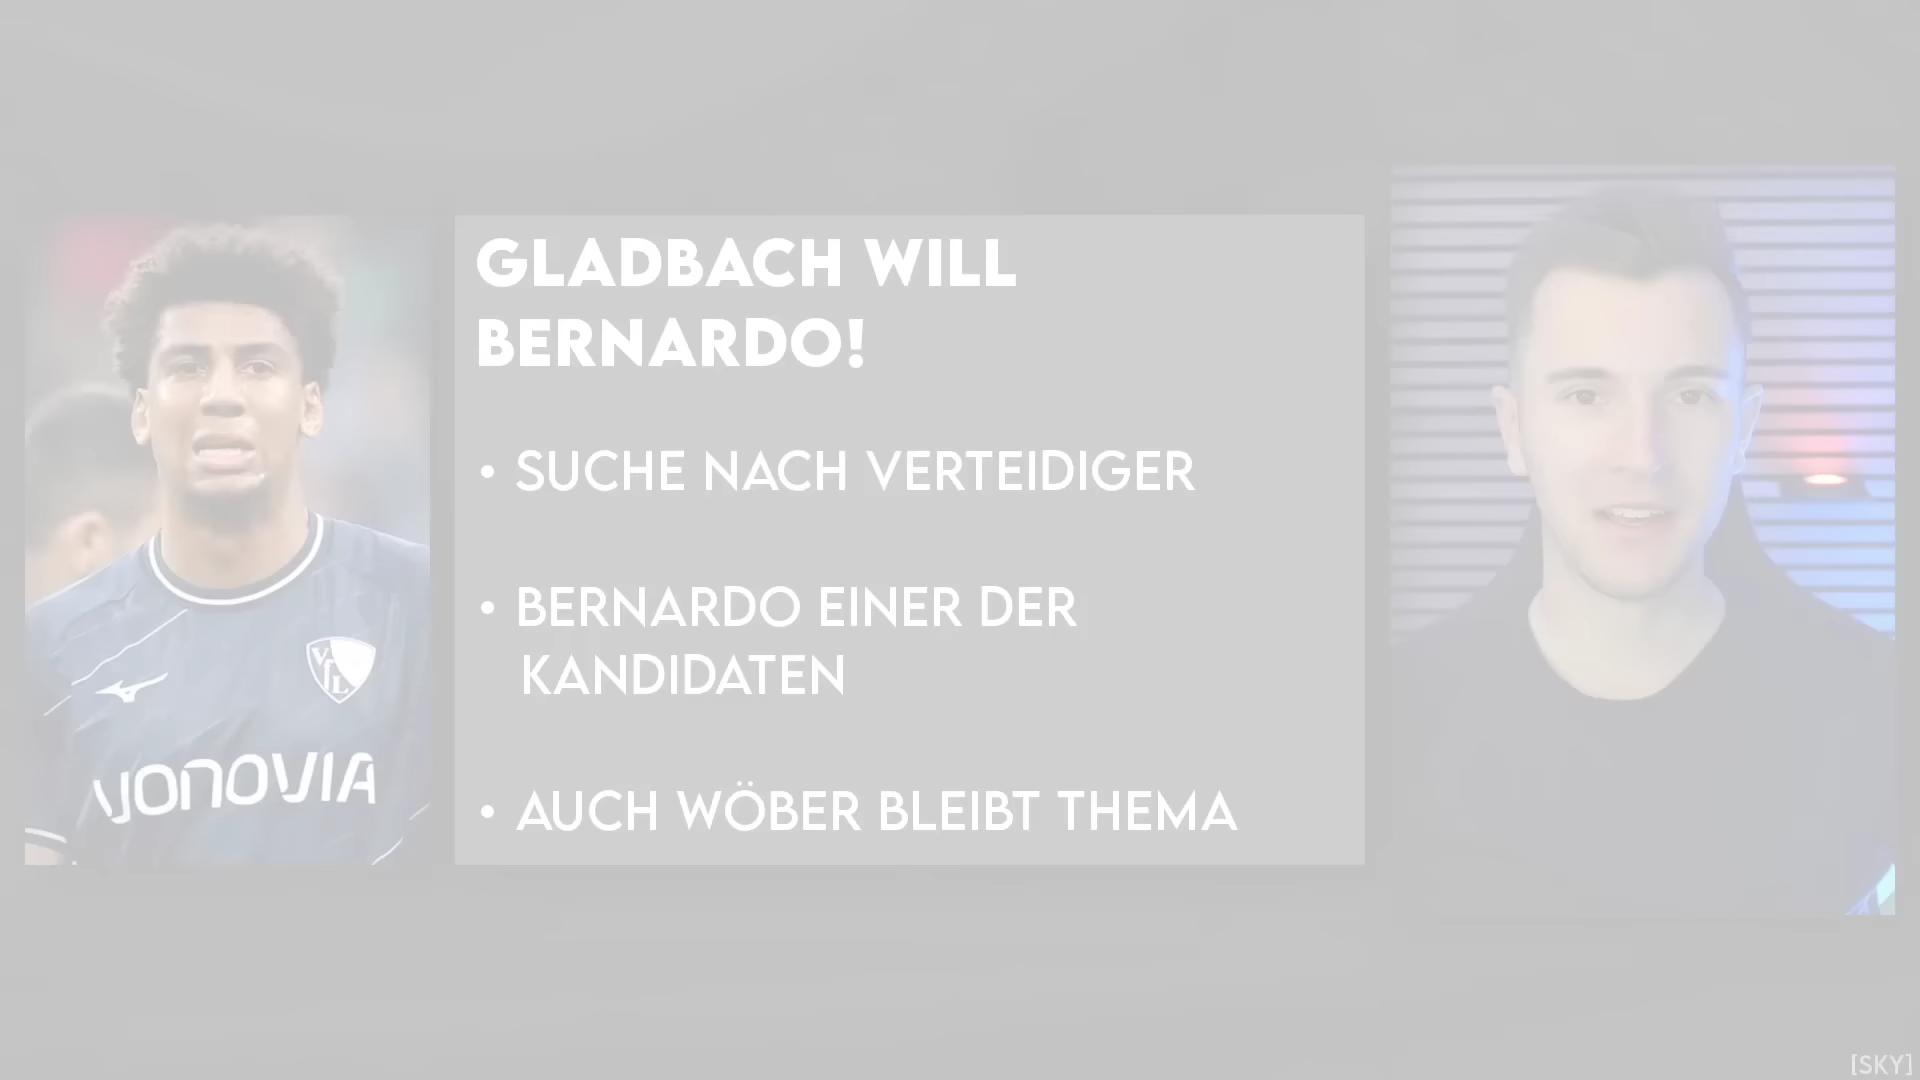 GLADBACH WILL
BERNARDO!
• SUCHE NACH VERTEIDIGER
• BERNARDO EINER DER
KANDIDATEN
• AUCH WÖBER BLEIBT THEMA
VfL
VONOVIA
[SKY]